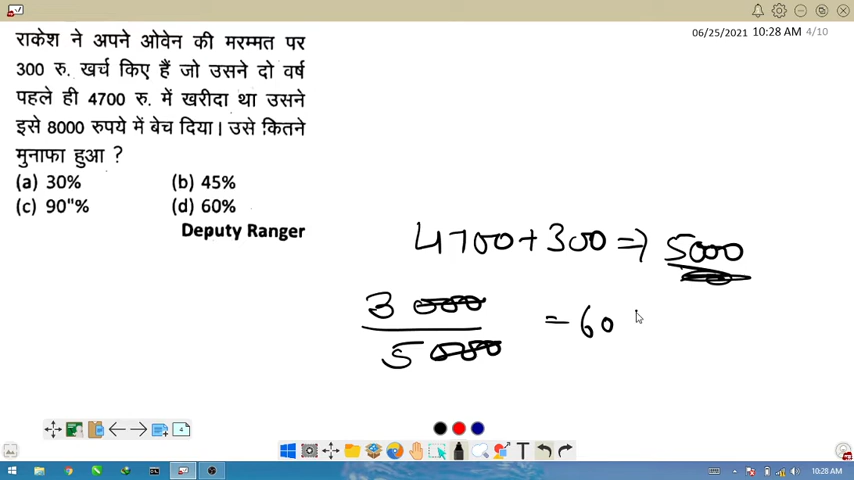 06/25/2021 10:28 AM 4/10
राकेश ने अपने ओवेन की मरम्मत पर
300 रु. खर्च किए हैं जो उसने दो वर्ष
पहले ही 4700 रु. में खरीदा था उसने
इसे 8000 रुपये में बेच दिया। उसे कितने
मुनाफा हुआ ?
(a) 30% (b) 45%
(c) 90"% (d) 60%
Deputy Ranger
4700+300 => 5000
3000
5000
= 60
4
T
10:28 AM